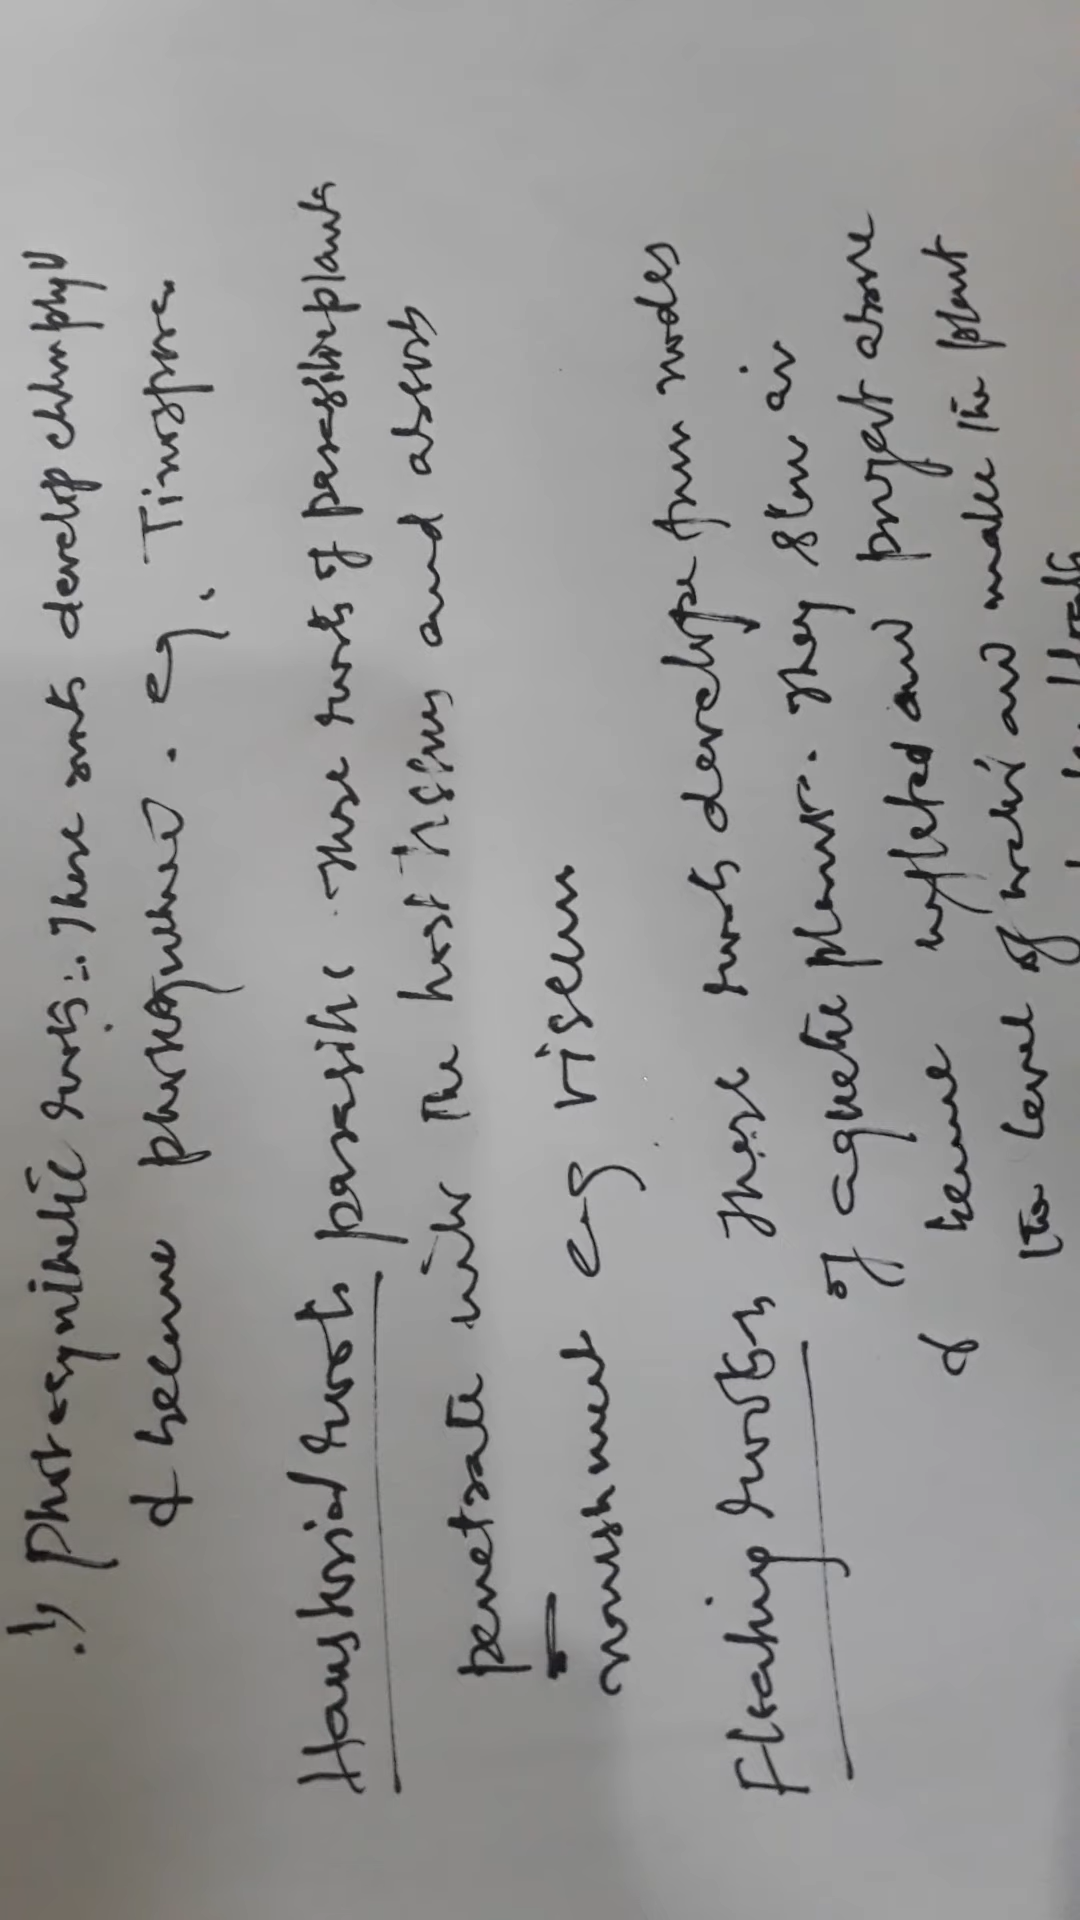 !) Photosynthetic roots:- These roots develop chlorophyll
& become photosynthetic. eg. Tinospora.
Haustorial roots parasitic. These roots of parasitic plants
penetrate into the host tissues and absorb
nourishment eg viscum
Floating roots These roots develope from nodes
of aquatic plants. They store air
& become inflated and project above
the level of water and make the plant